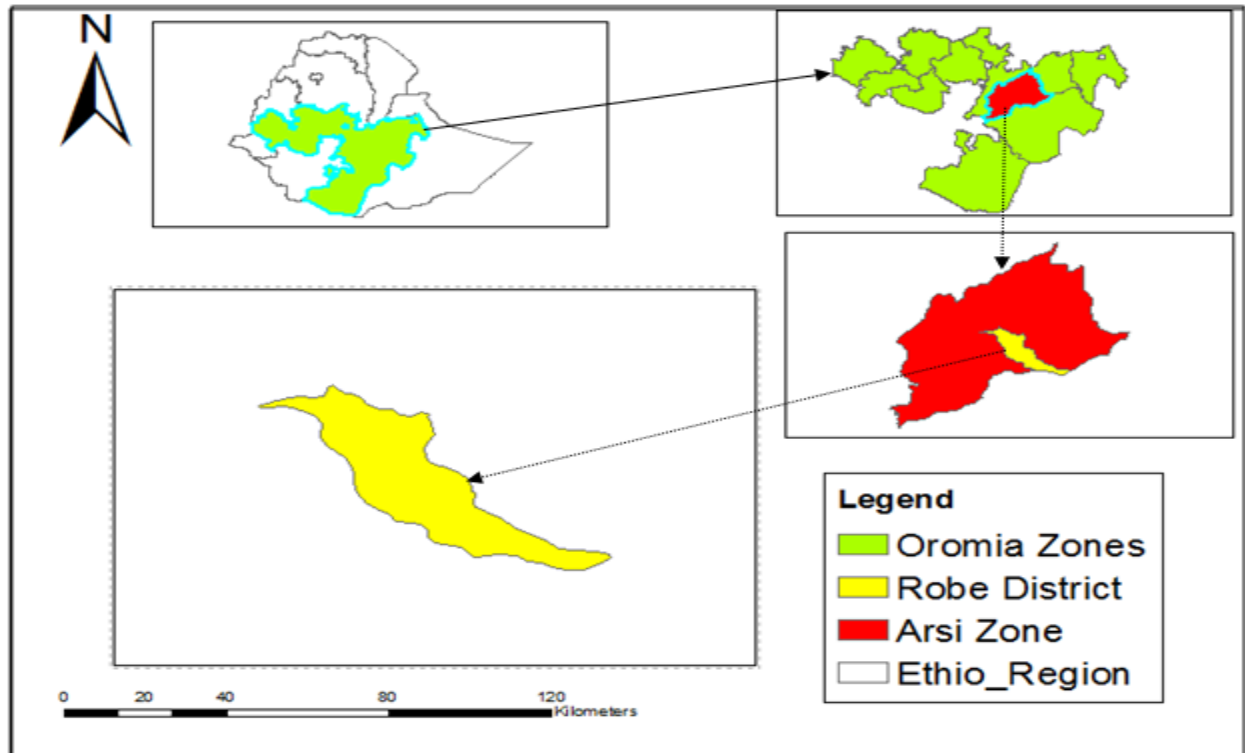 N
Legend
Oromia Zones
Robe District
Arsi Zone
Ethio_Region
0 20 40 80 120
Kilometers